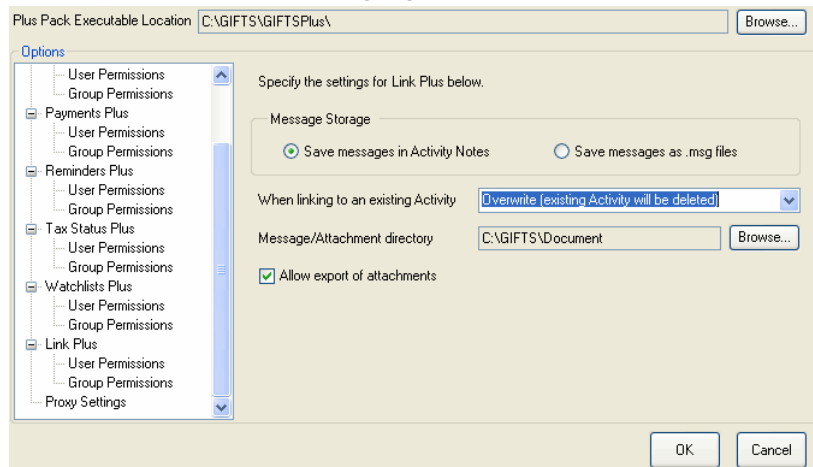 Plus Pack Executable Location C:\GIFTS\GIFTSPlus\ Browse...
Options
User Permissions
Group Permissions
Payments Plus
User Permissions
Group Permissions
Reminders Plus
User Permissions
Group Permissions
Tax Status Plus
User Permissions
Group Permissions
Watchlists Plus
User Permissions
Group Permissions
Link Plus
User Permissions
Group Permissions
Proxy Settings
Specify the settings for Link Plus below.
Message Storage
Save messages in Activity Notes Save messages as .msg files
When linking to an existing Activity Overwrite (existing Activity will be deleted)
Message/Attachment directory C:\GIFTS\Document Browse...
Allow export of attachments
OK Cancel